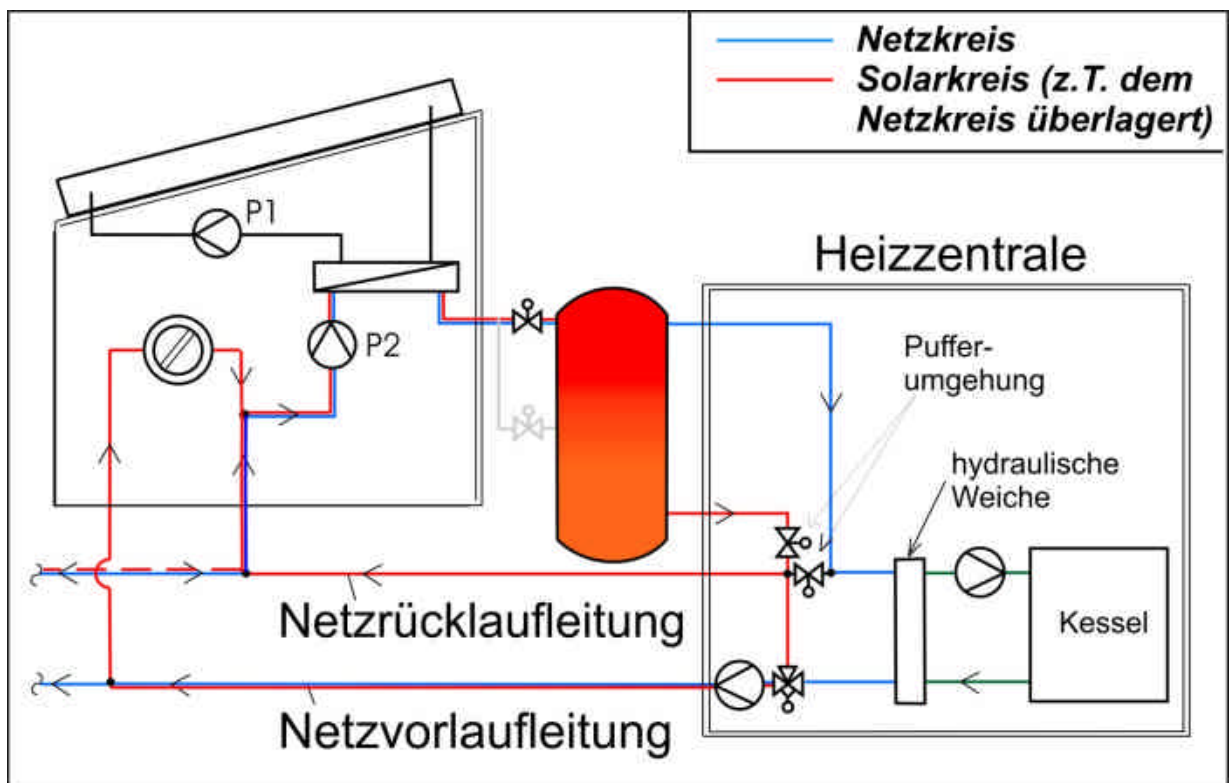 Netzkreis
Solarkreis (z.T. dem
Netzkreis überlagert)
P1
Heizzentrale
P2
Puffer-
umgehung
hydraulische
Weiche
Netzrücklaufleitung
Kessel
Netzvorlaufleitung